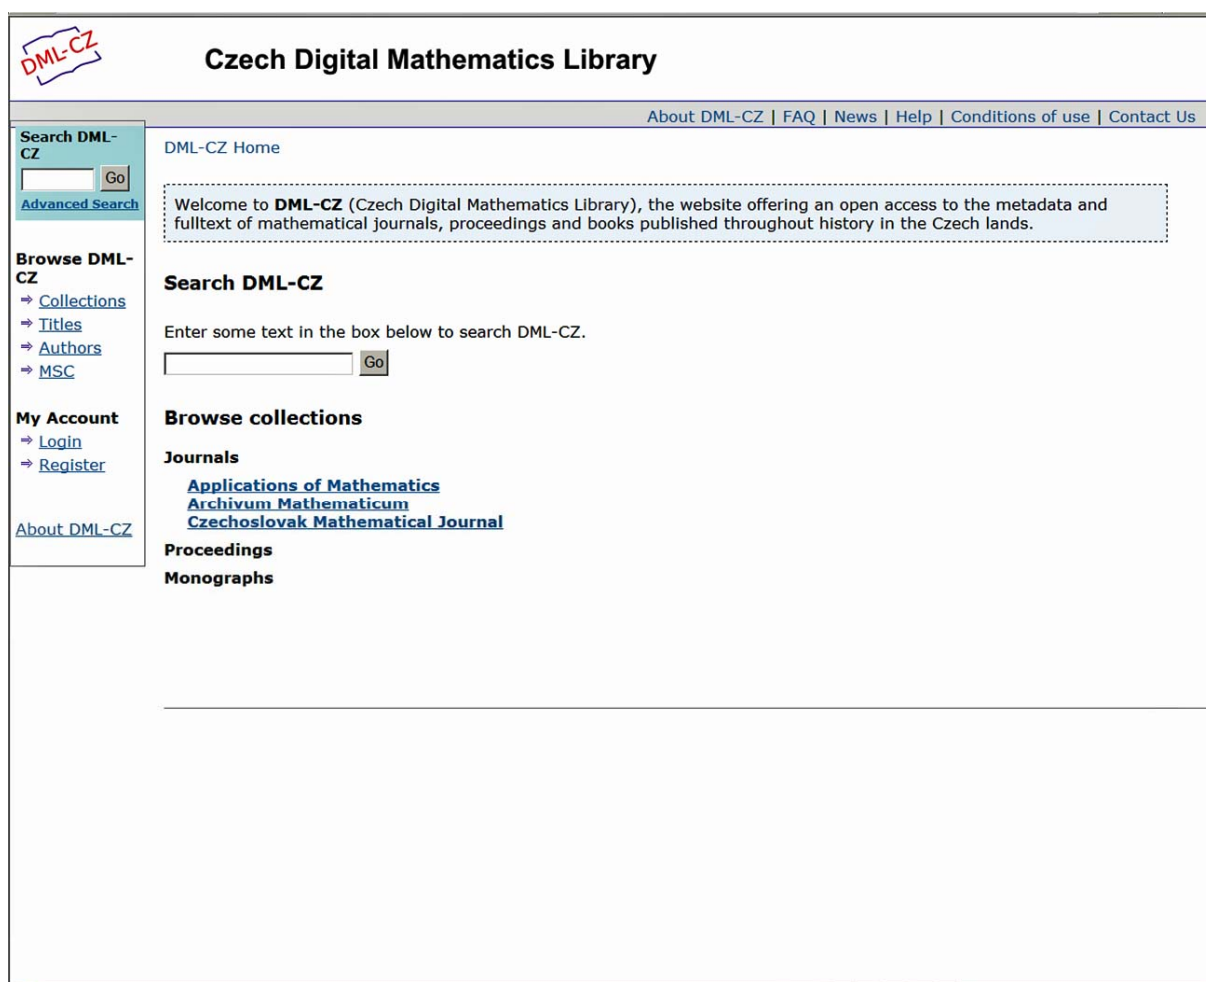 DML-CZ
Czech Digital Mathematics Library
About DML-CZ | FAQ | News | Help | Conditions of use | Contact Us
Search DML-
CZ
Go
Advanced Search
Browse DML-
CZ
⇒ Collections
⇒ Titles
⇒ Authors
⇒ MSC
My Account
⇒ Login
⇒ Register
About DML-CZ
DML-CZ Home
Welcome to DML-CZ (Czech Digital Mathematics Library), the website offering an open access to the metadata and
fulltext of mathematical journals, proceedings and books published throughout history in the Czech lands.
Search DML-CZ
Enter some text in the box below to search DML-CZ.
Go
Browse collections
Journals
Applications of Mathematics
Archivum Mathematicum
Czechoslovak Mathematical Journal
Proceedings
Monographs